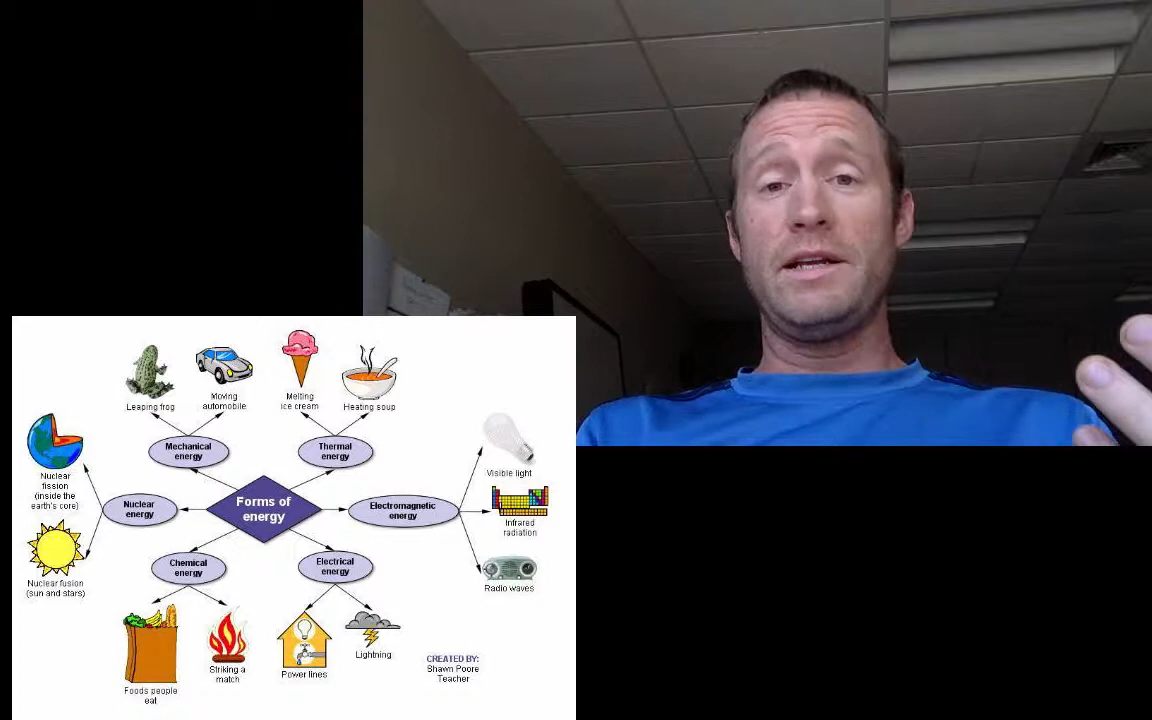 Leaping frog
Moving
automobile
Melting
ice cream
Heating soup
Mechanical
energy
Thermal
energy
Nuclear
fission
(inside the
earth's core)
Nuclear
energy
Forms of
energy
Electromagnetic
energy
Visible light
Infrared
radiation
Radio waves
Nuclear fusion
(sun and stars)
Chemical
energy
Electrical
energy
Foods people
eat
Striking a
match
Power lines
Lightning
CREATED BY:
Shawn Poore
Teacher